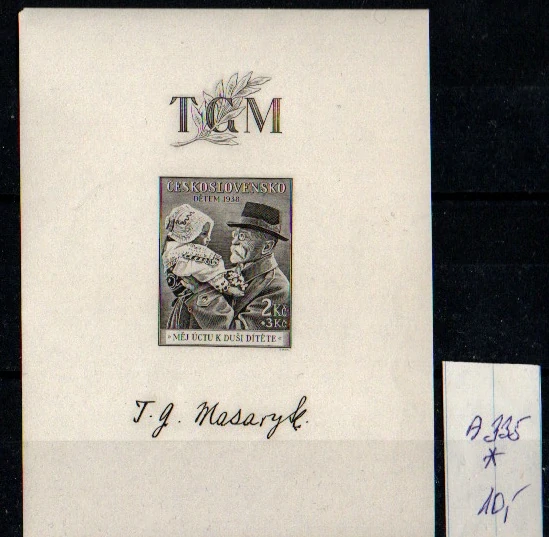 TGM
ČESKOSLOVENSKO
DĚTEM 1938
2 Kč
+3 Kč
• MĚJ ÚCTU K DUŠI DÍTĚTE •
T. G. Masaryk.
A 335
*
10,-